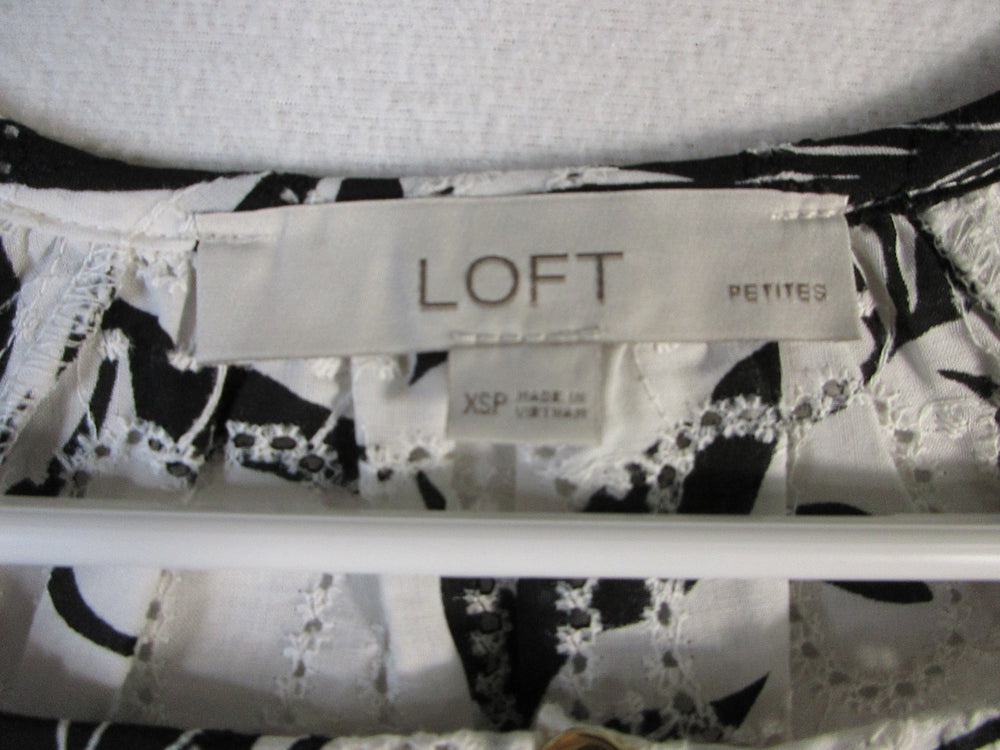 LOFT
PETITES
XSP
MADE IN
VIETNAM